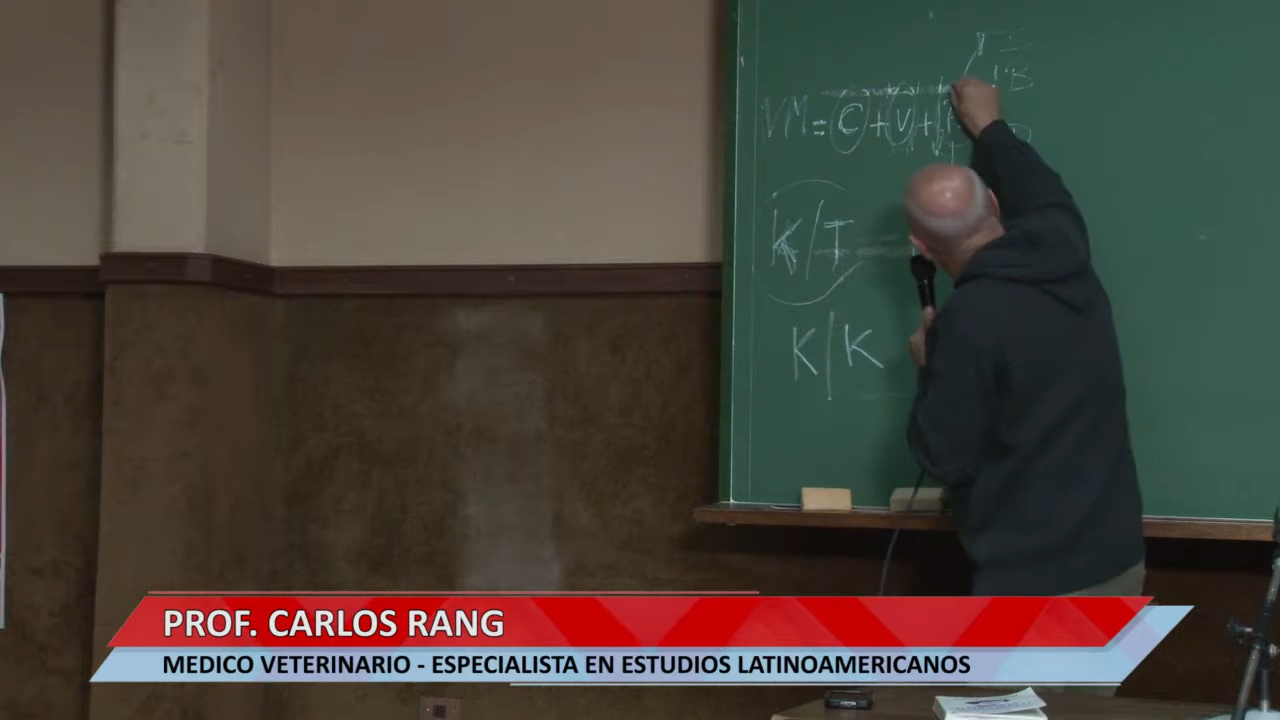 VM = C + V +
K/T
K/K
PROF. CARLOS RANG
MEDICO VETERINARIO - ESPECIALISTA EN ESTUDIOS LATINOAMERICANOS